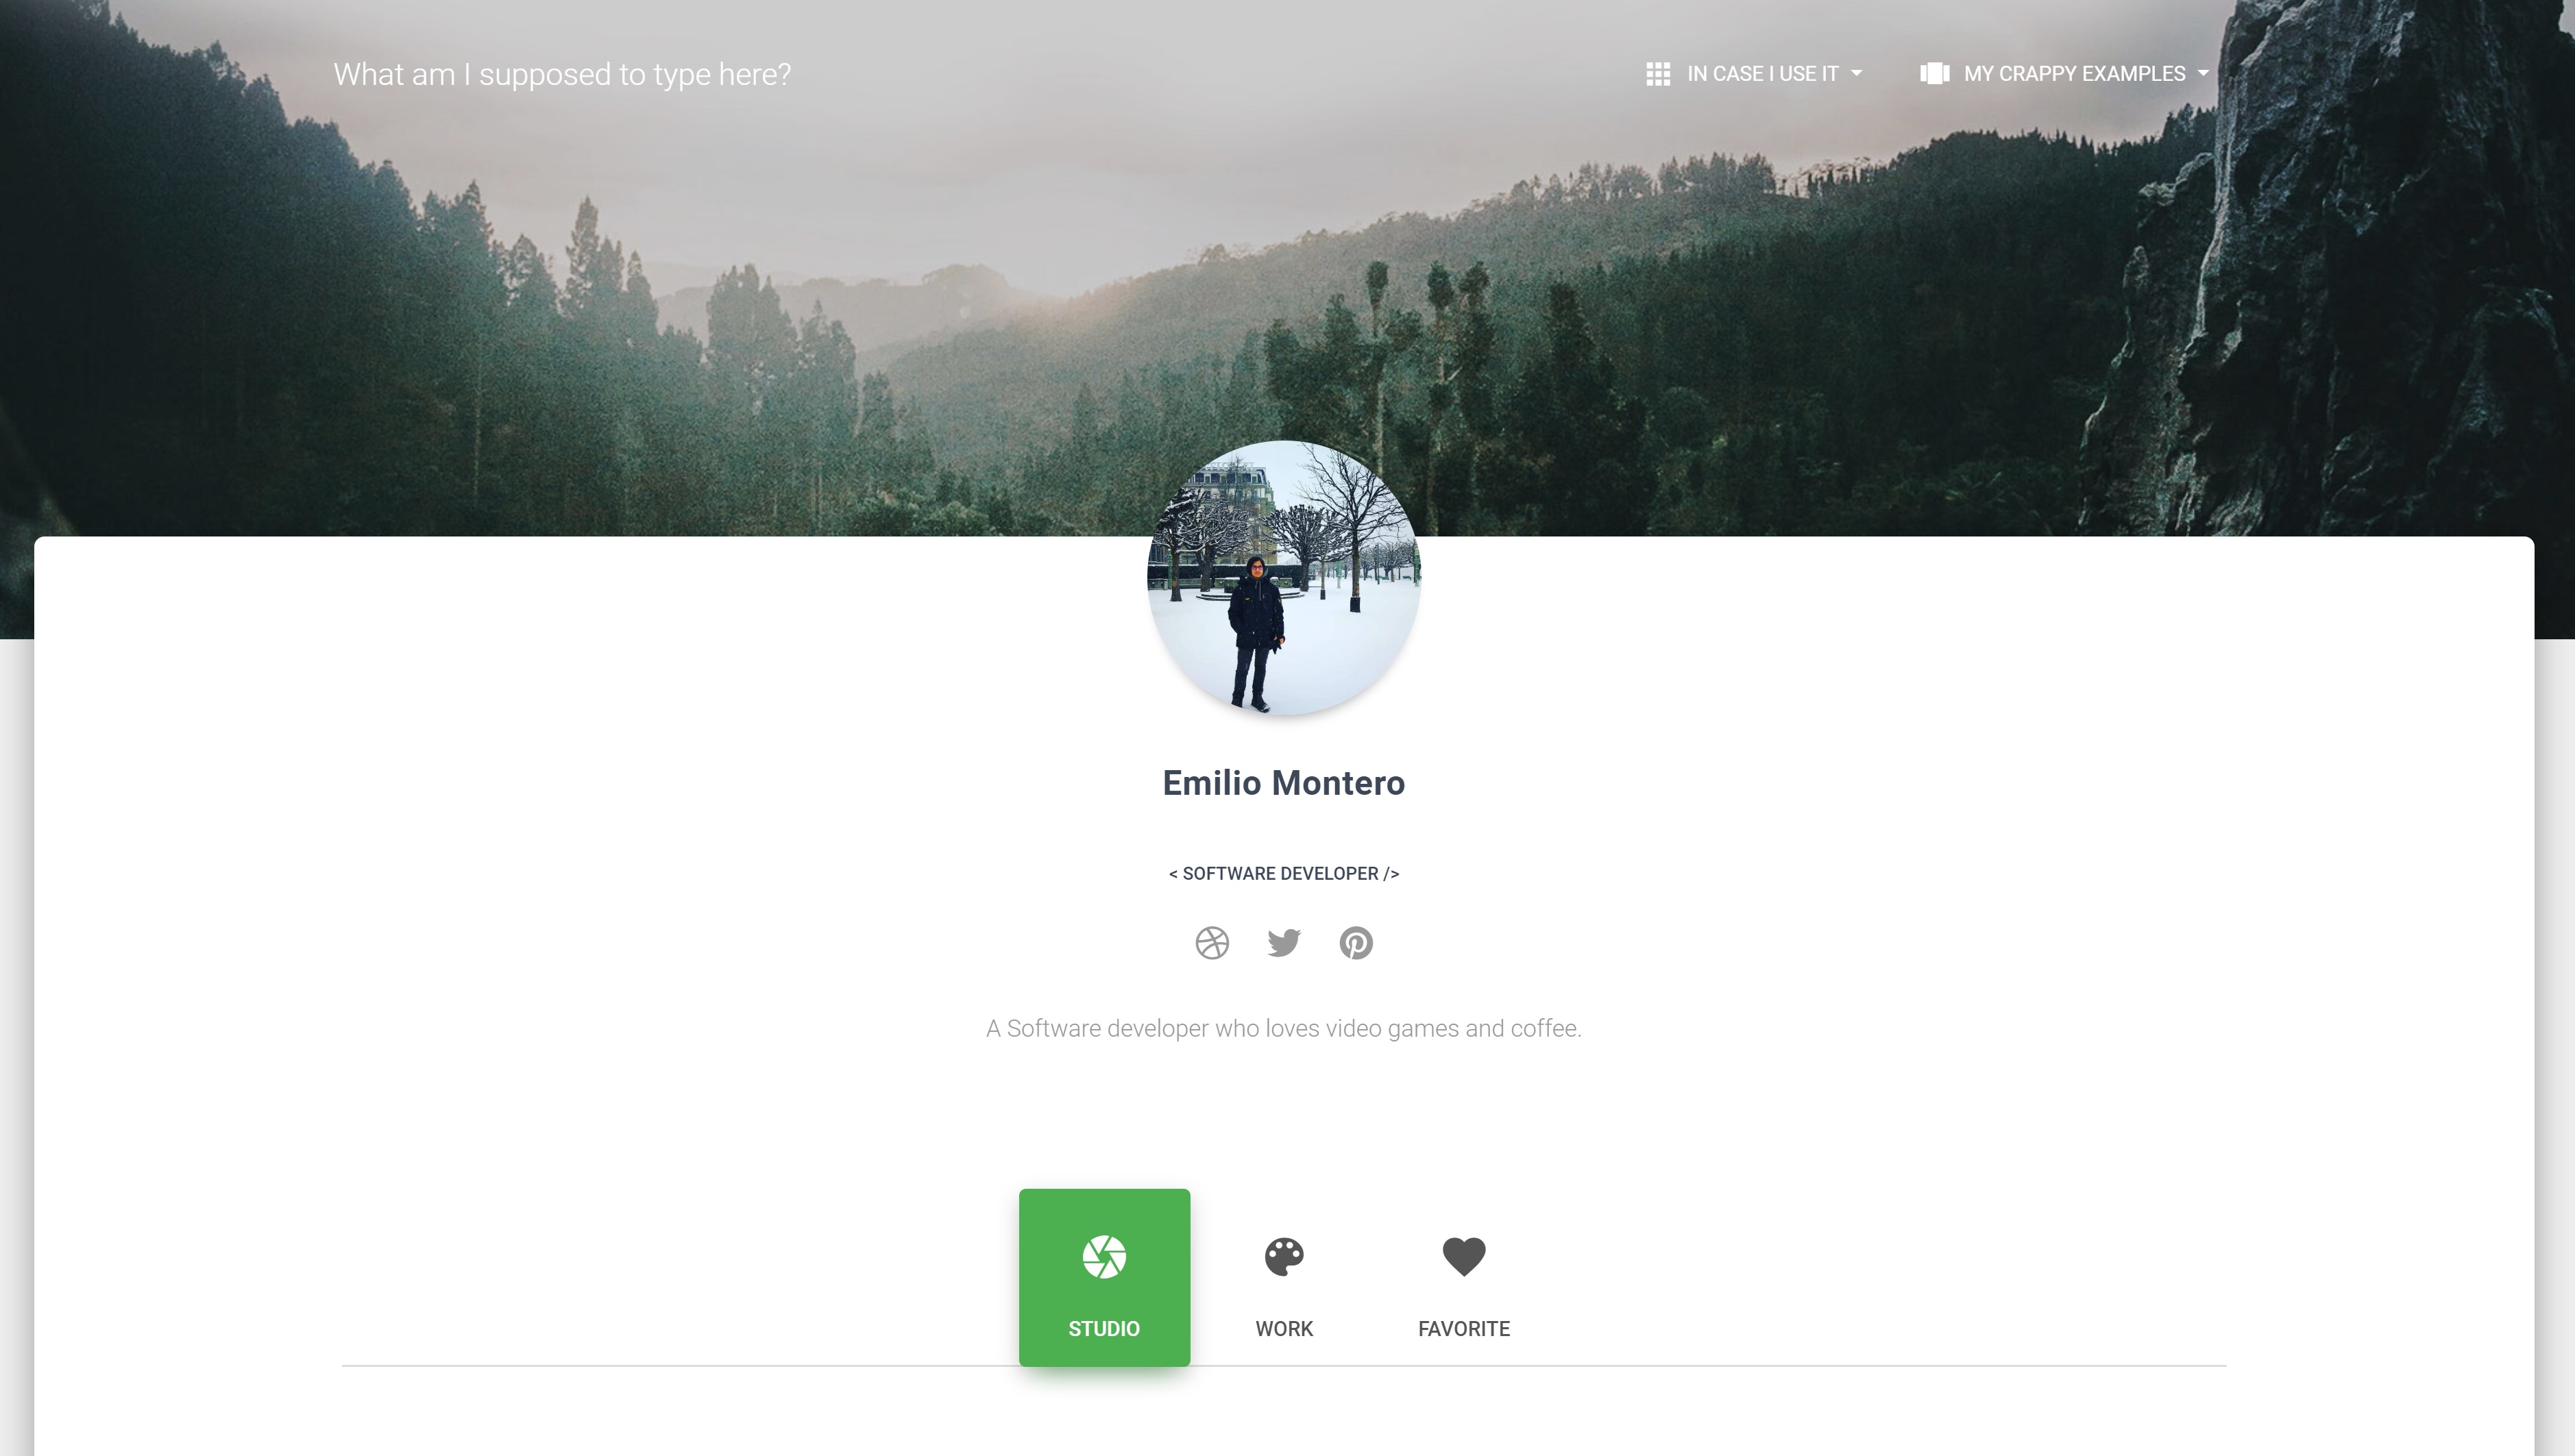 What am I supposed to type here?
IN CASE I USE IT
MY CRAPPY EXAMPLES
Emilio Montero
< SOFTWARE DEVELOPER />
A Software developer who loves video games and coffee.
STUDIO
WORK
FAVORITE